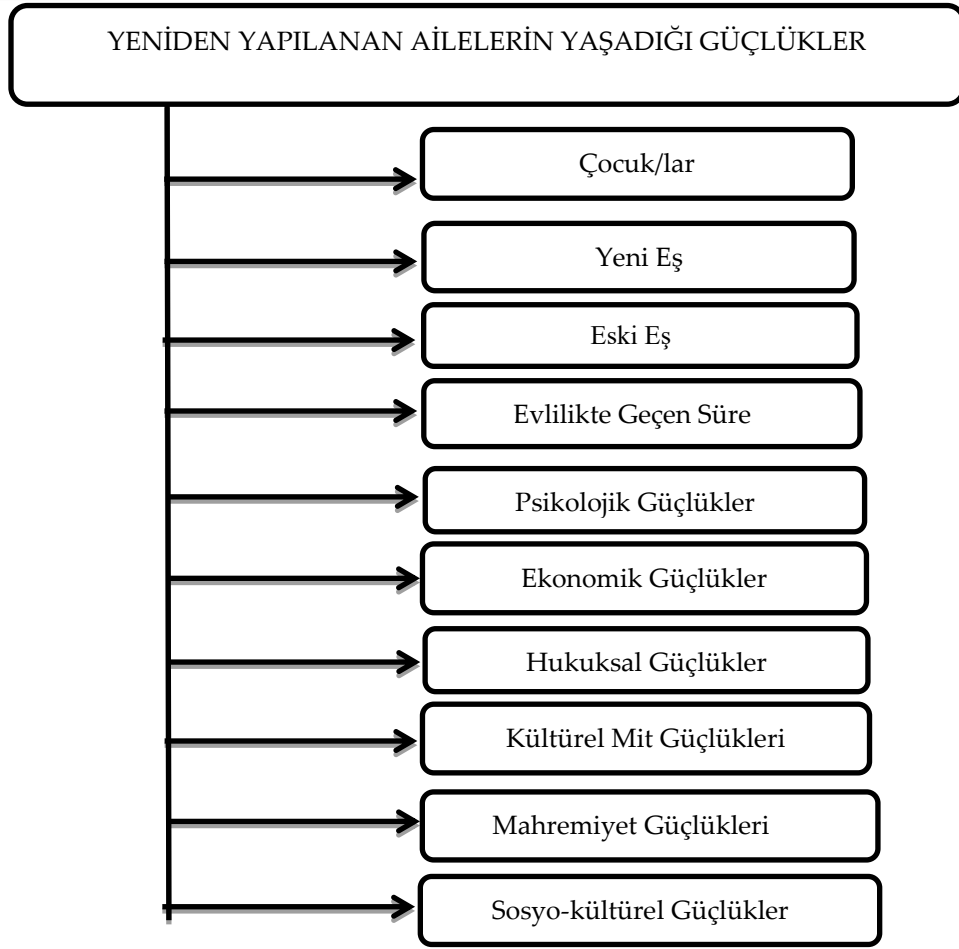 YENİDEN YAPILANAN AİLELERİN YAŞADIĞI GÜÇLÜKLER
Çocuk/lar
Yeni Eş
Eski Eş
Evlilikte Geçen Süre
Psikolojik Güçlükler
Ekonomik Güçlükler
Hukuksal Güçlükler
Kültürel Mit Güçlükleri
Mahremiyet Güçlükleri
Sosyo-kültürel Güçlükler